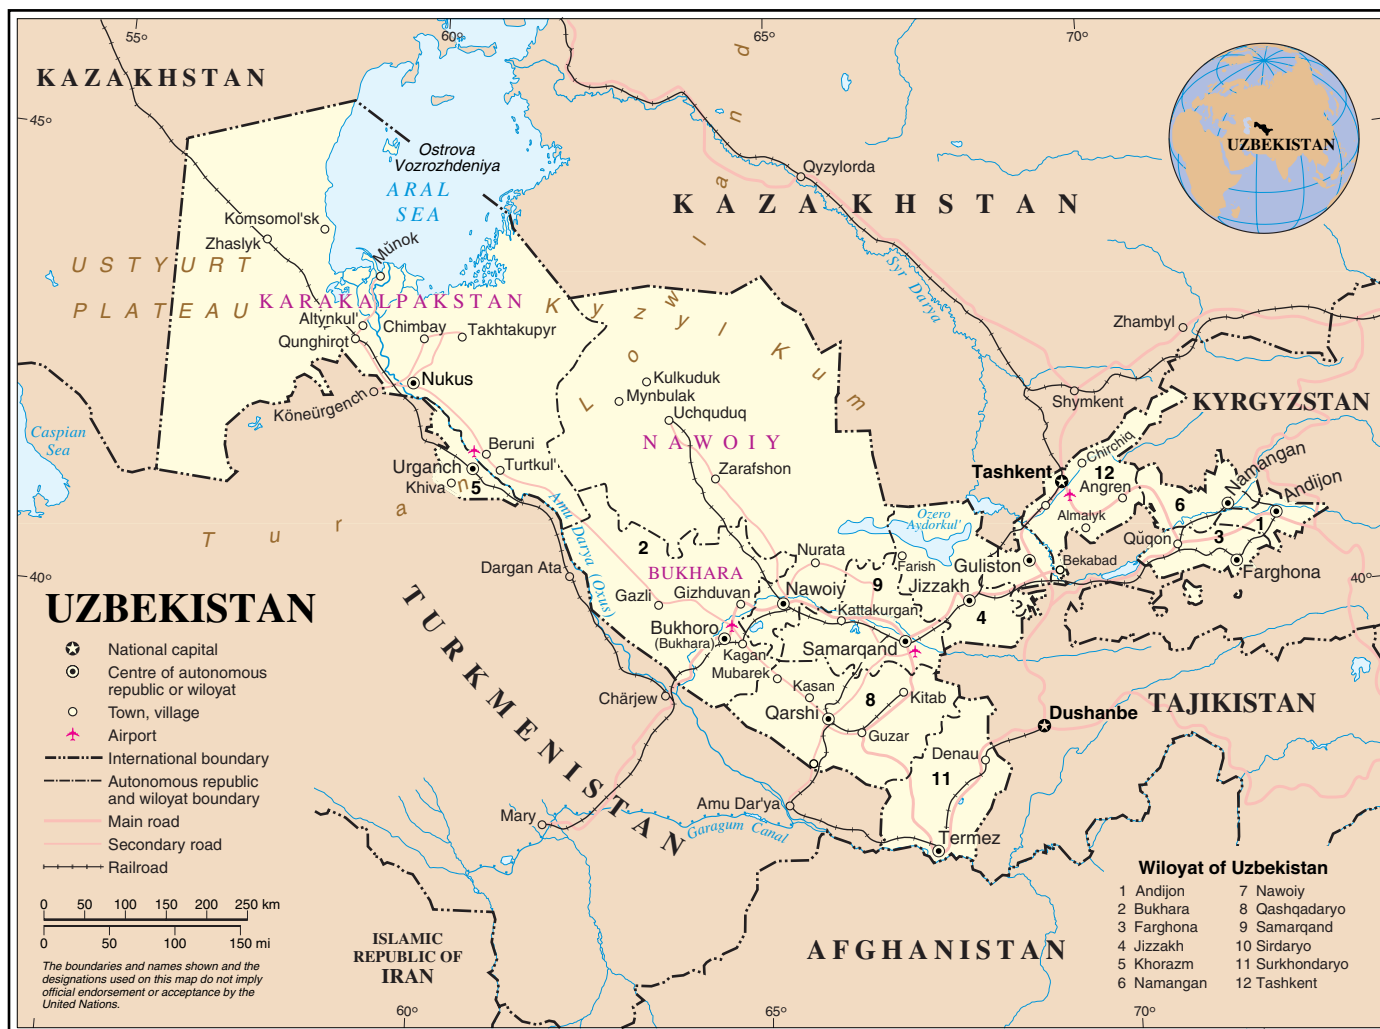 55°
60°
65°
70°
45°
40°
40°
60°
65°
70°
KAZAKHSTAN
Ostrova
Vozrozhdeniya
ARAL
SEA
Komsomol'sk
Zhaslyk
Mŭnok
USTYURT
PLATEAU
KARAKALPAKSTAN
Altynkul'
Chimbay
Takhtakupyr
Qunghirot
Nukus
Köneürgench
Caspian
Sea
KAZAKHSTAN
Qyzylorda
Syr Darya
Kyzyl Kum
Lowland
Turan
Zhambyl
Shymkent
KYRGYZSTAN
UZBEKISTAN
Kulkuduk
Mynbulak
Uchquduq
NAWOIY
Zarafshon
Beruni
Urganch
Turtkul'
Khiva
5
Amu Darya (Oxus)
Dargan Ata
Tashkent
Chirchiq
12
Angren
Almalyk
Namangan
Andijon
6
1
3
Qŭqon
Farghona
Bekabad
Guliston
Ozero
Aydorkul'
Farish
Nurata
2
BUKHARA
Gazli
Gizhduvan
Nawoiy
9
Jizzakh
4
Kattakurgan
Bukhoro
(Bukhara)
Kagan
Samarqand
Mubarek
Kasan
8
Kitab
Qarshi
Guzar
Chärjew
TURKMENISTAN
Denau
11
Dushanbe
TAJIKISTAN
Amu Dar'ya
Mary
Garagum Canal
Termez
AFGHANISTAN
ISLAMIC
REPUBLIC OF
IRAN
UZBEKISTAN
National capital
Centre of autonomous
republic or wiloyat
Town, village
Airport
International boundary
Autonomous republic
and wiloyat boundary
Main road
Secondary road
Railroad
0 50 100 150 200 250 km
0 50 100 150 mi
The boundaries and names shown and the
designations used on this map do not imply
official endorsement or acceptance by the
United Nations.
Wiloyat of Uzbekistan
1 Andijon
2 Bukhara
3 Farghona
4 Jizzakh
5 Khorazm
6 Namangan
7 Nawoiy
8 Qashqadaryo
9 Samarqand
10 Sirdaryo
11 Surkhondaryo
12 Tashkent